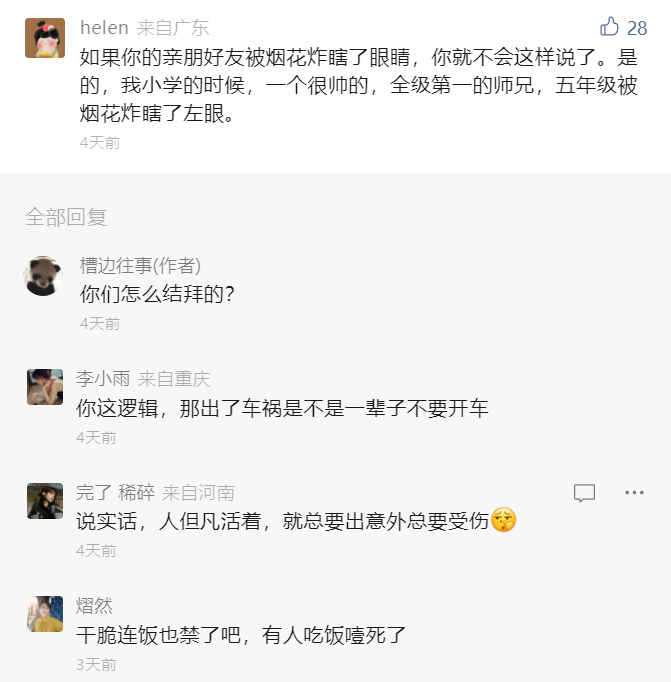 helen 来自广东
28
如果你的亲朋好友被烟花炸瞎了眼睛，你就不会这样说了。是
的，我小学的时候，一个很帅的，全级第一的师兄，五年级被
烟花炸瞎了左眼。
4天前
全部回复
槽边往事(作者)
你们怎么结拜的？
4天前
李小雨 来自重庆
你这逻辑，那出了车祸是不是一辈子不要开车
4天前
完了 稀碎 来自河南
说实话，人但凡活着，就总要出意外总要受伤🤫
4天前
熠然
干脆连饭也禁了吧，有人吃饭噎死了
3天前